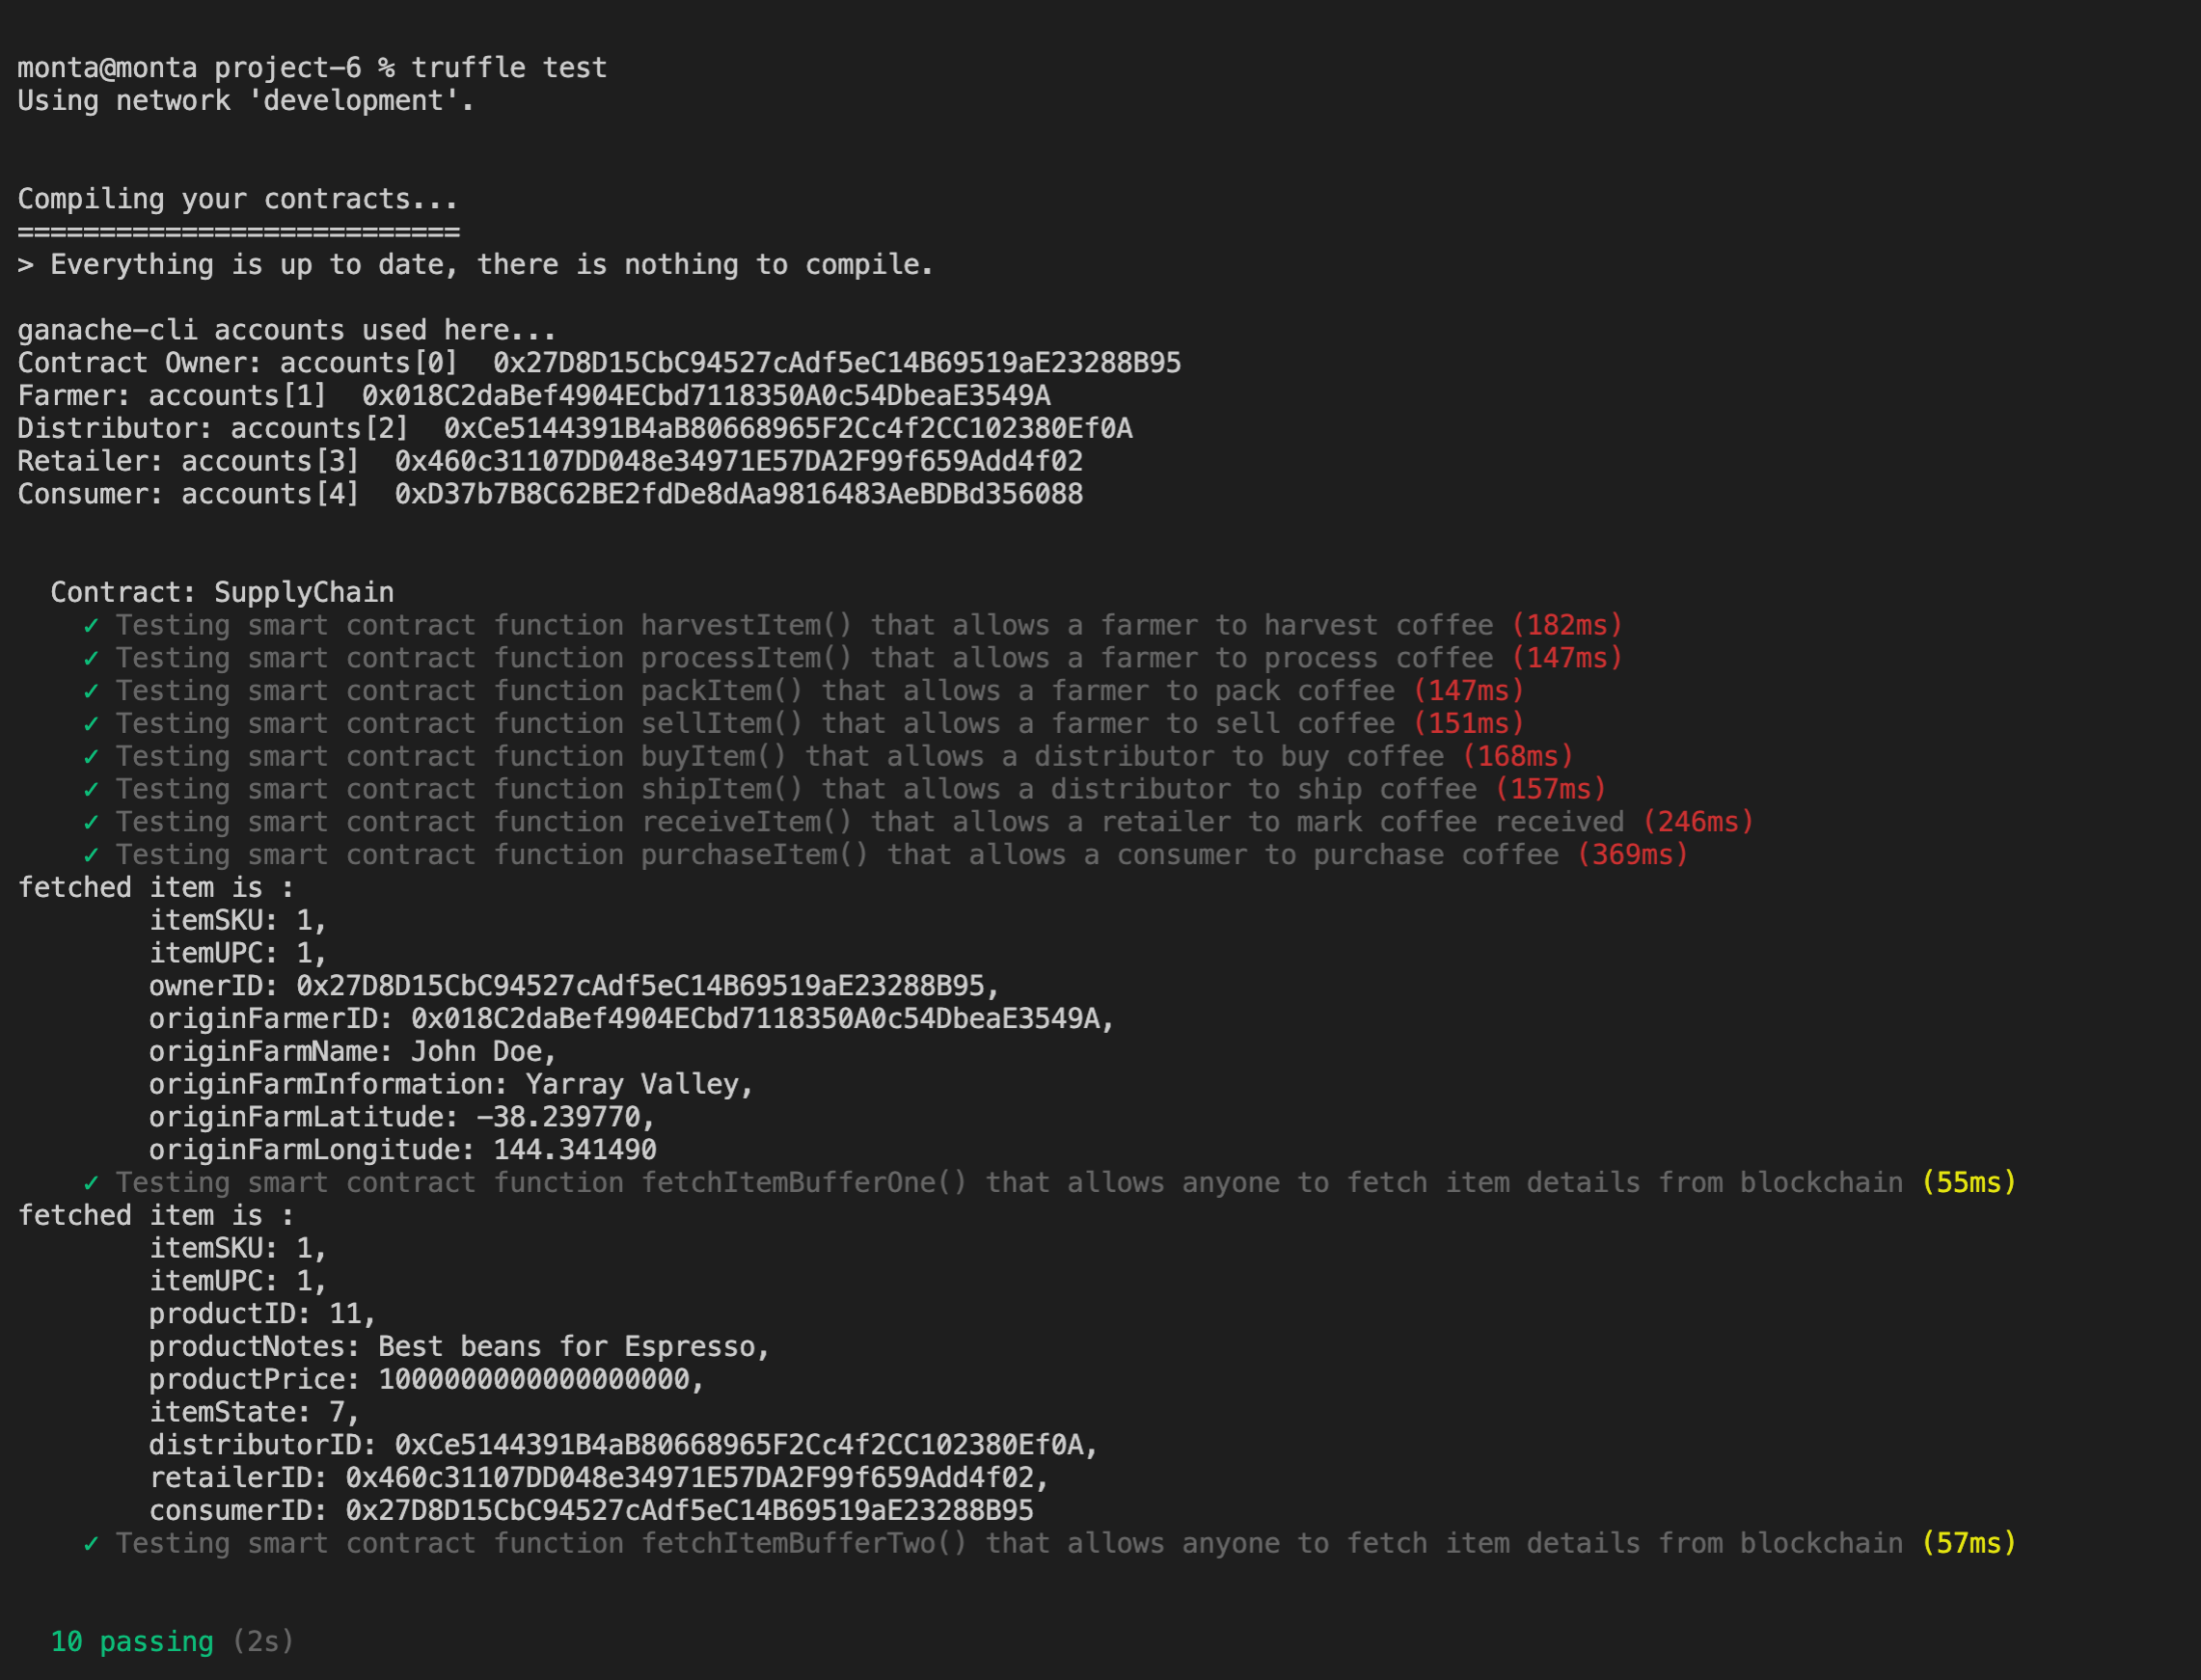 monta@monta project-6 % truffle test
Using network 'development'.
Compiling your contracts...
===========================
> Everything is up to date, there is nothing to compile.
ganache-cli accounts used here...
Contract Owner: accounts[0]  0x27D8D15CbC94527cAdf5eC14B69519aE23288B95
Farmer: accounts[1]  0x018C2daBef4904ECbd7118350A0c54DbeaE3549A
Distributor: accounts[2]  0xCe5144391B4aB80668965F2Cc4f2CC102380Ef0A
Retailer: accounts[3]  0x460c31107DD048e34971E57DA2F99f659Add4f02
Consumer: accounts[4]  0xD37b7B8C62BE2fdDe8dAa9816483AeBDBd356088
Contract: SupplyChain
✓ Testing smart contract function harvestItem() that allows a farmer to harvest coffee (182ms)
✓ Testing smart contract function processItem() that allows a farmer to process coffee (147ms)
✓ Testing smart contract function packItem() that allows a farmer to pack coffee (147ms)
✓ Testing smart contract function sellItem() that allows a farmer to sell coffee (151ms)
✓ Testing smart contract function buyItem() that allows a distributor to buy coffee (168ms)
✓ Testing smart contract function shipItem() that allows a distributor to ship coffee (157ms)
✓ Testing smart contract function receiveItem() that allows a retailer to mark coffee received (246ms)
✓ Testing smart contract function purchaseItem() that allows a consumer to purchase coffee (369ms)
fetched item is :
itemSKU: 1,
itemUPC: 1,
ownerID: 0x27D8D15CbC94527cAdf5eC14B69519aE23288B95,
originFarmerID: 0x018C2daBef4904ECbd7118350A0c54DbeaE3549A,
originFarmName: John Doe,
originFarmInformation: Yarray Valley,
originFarmLatitude: -38.239770,
originFarmLongitude: 144.341490
✓ Testing smart contract function fetchItemBufferOne() that allows anyone to fetch item details from blockchain (55ms)
fetched item is :
itemSKU: 1,
itemUPC: 1,
productID: 11,
productNotes: Best beans for Espresso,
productPrice: 1000000000000000000,
itemState: 7,
distributorID: 0xCe5144391B4aB80668965F2Cc4f2CC102380Ef0A,
retailerID: 0x460c31107DD048e34971E57DA2F99f659Add4f02,
consumerID: 0x27D8D15CbC94527cAdf5eC14B69519aE23288B95
✓ Testing smart contract function fetchItemBufferTwo() that allows anyone to fetch item details from blockchain (57ms)
10 passing (2s)